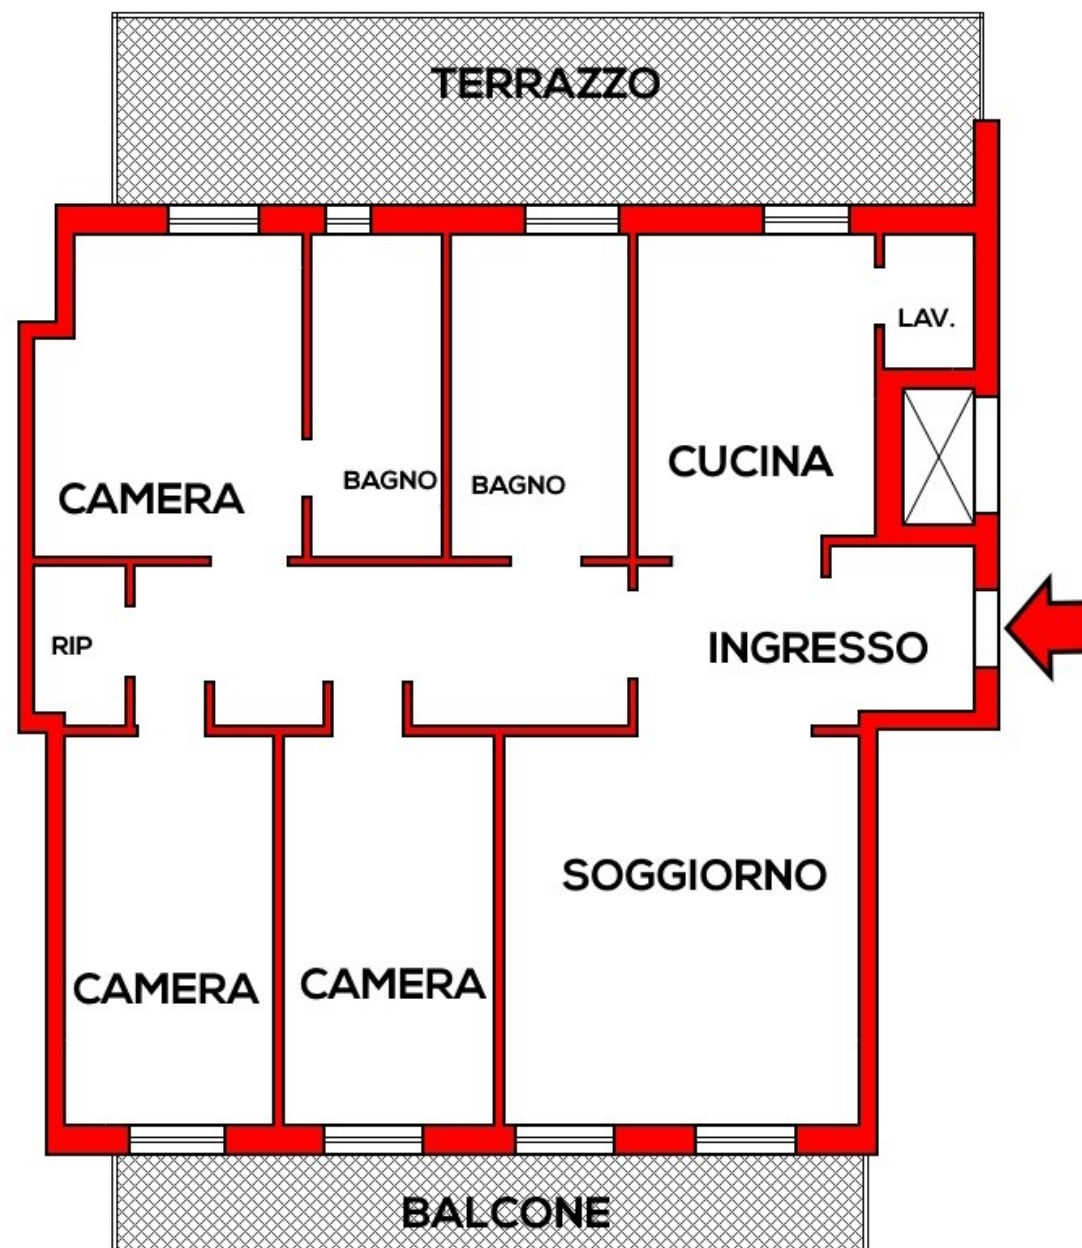 TERRAZZO
LAV.
CUCINA
BAGNO
BAGNO
CAMERA
RIP
INGRESSO
SOGGIORNO
CAMERA
CAMERA
BALCONE